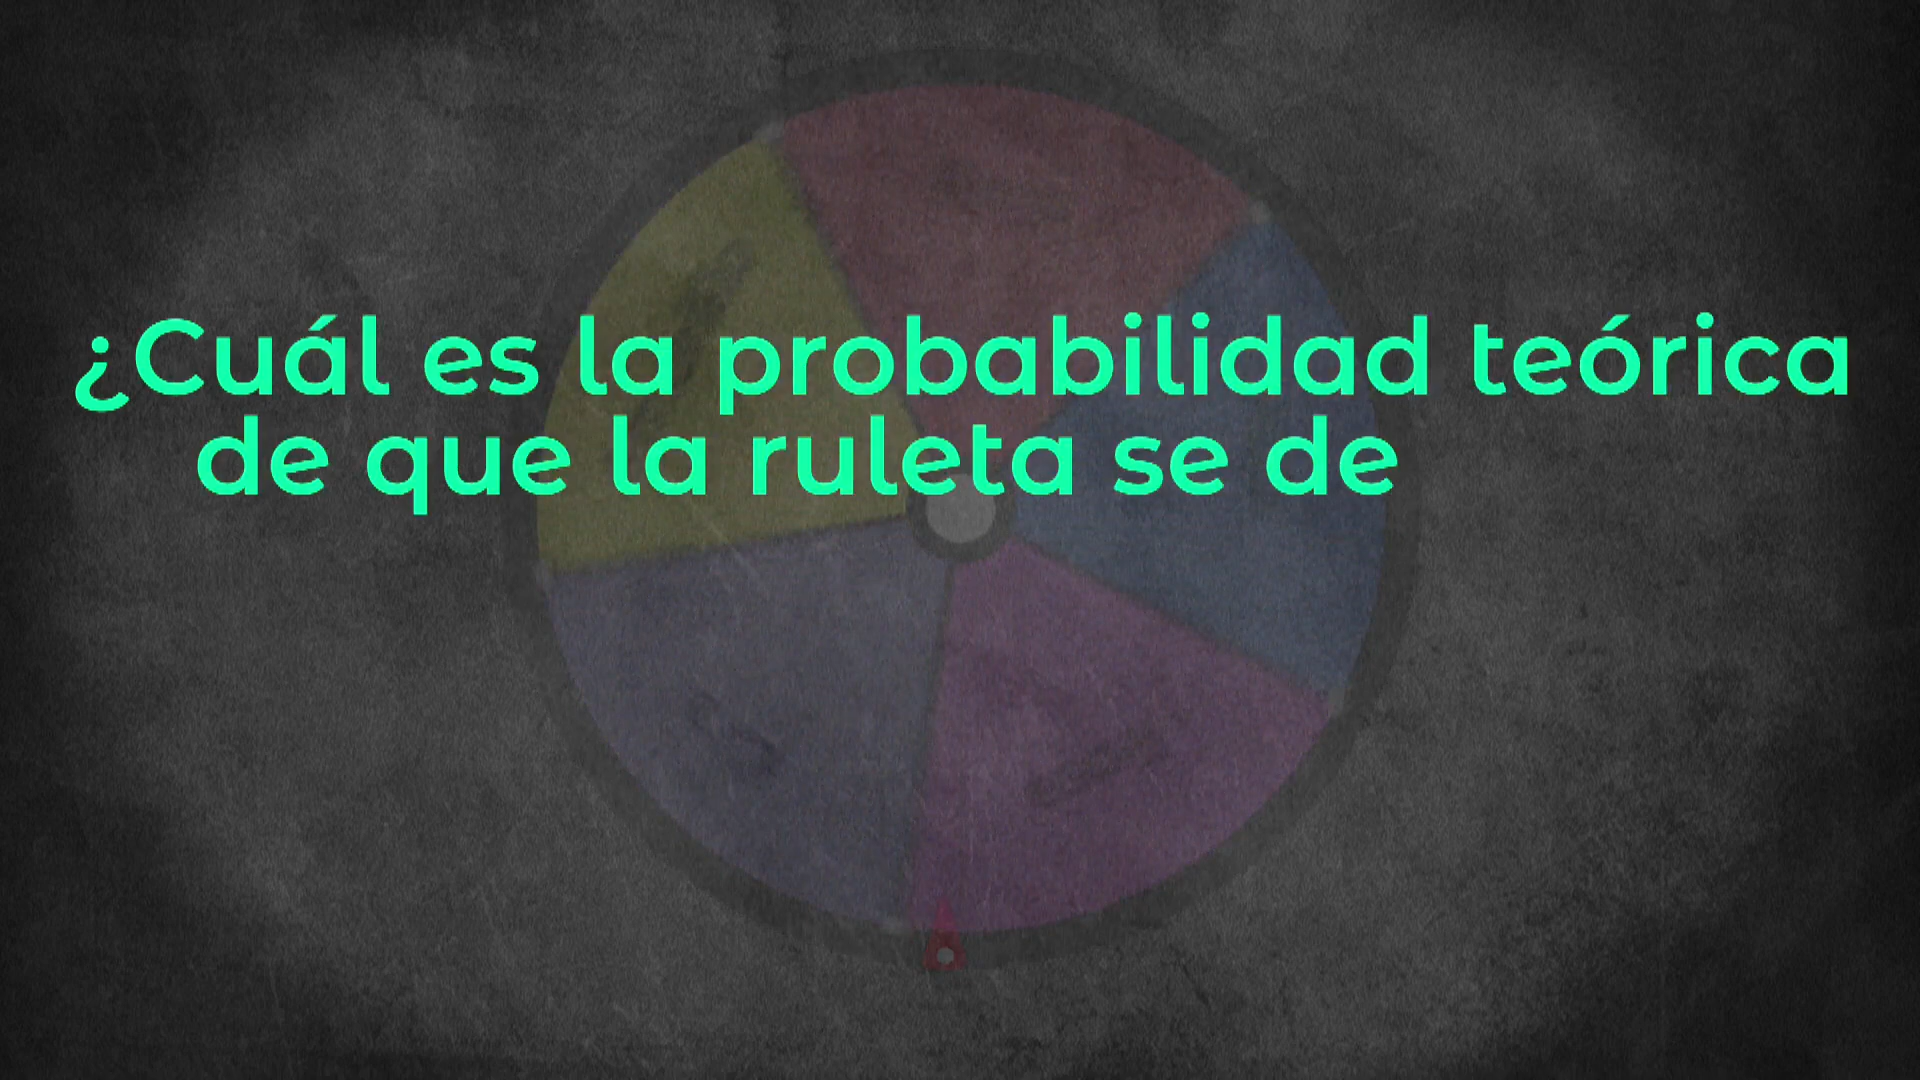 ¿Cuál es la probabilidad teórica
de que la ruleta se de